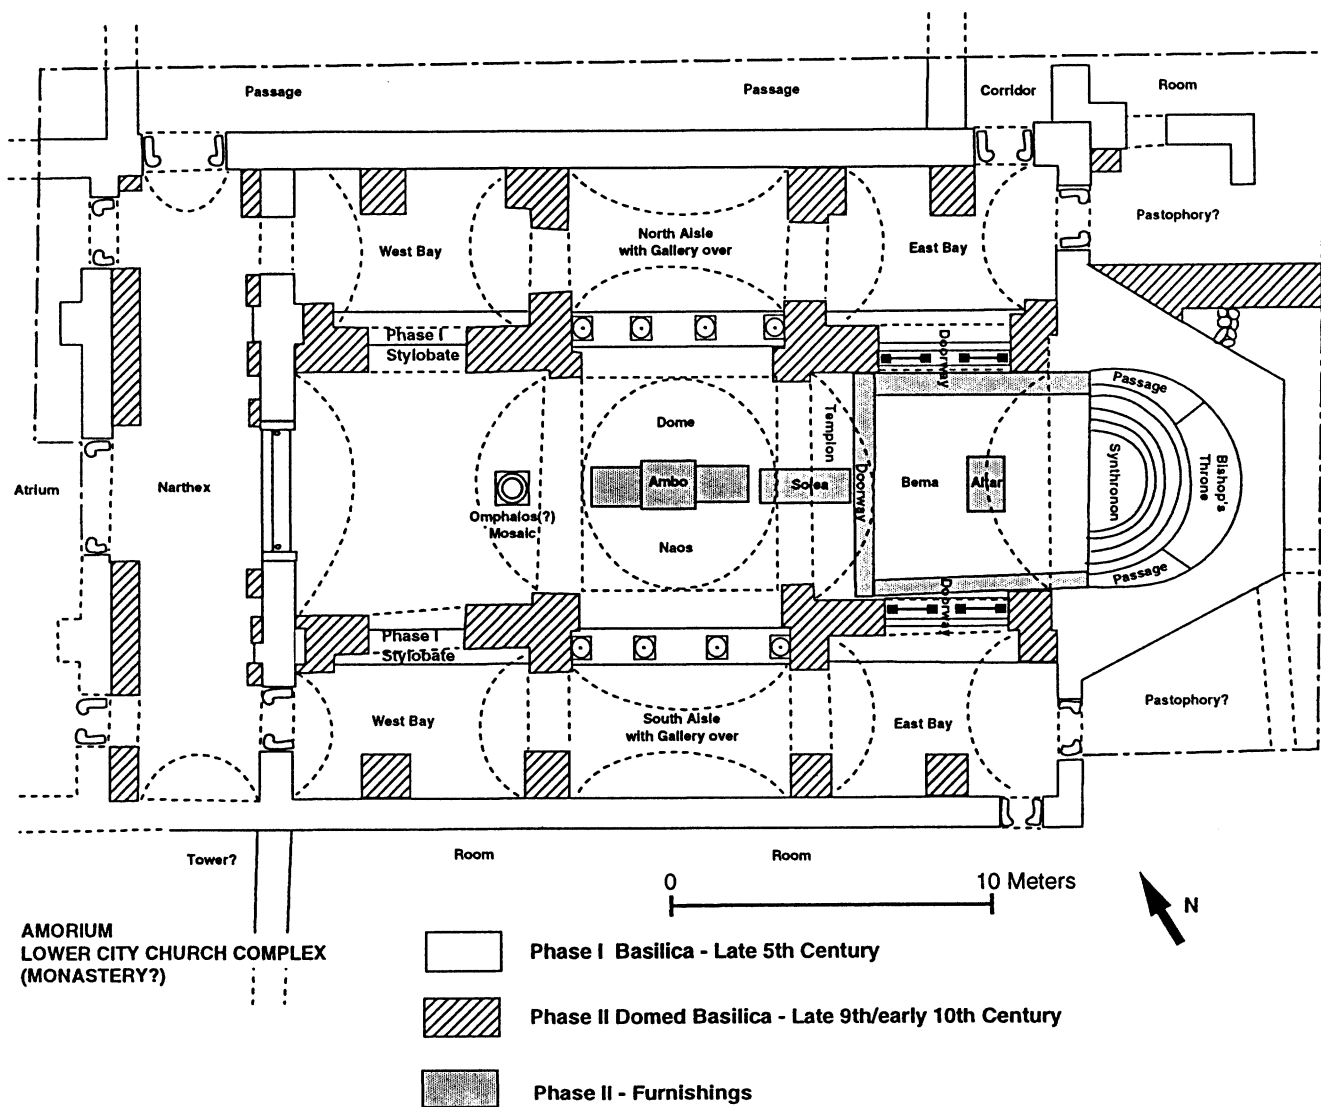 Passage
Passage
Corridor
Room
Pastophory?
West Bay
North Aisle
with Gallery over
East Bay
Phase I
Stylobate
Doorway
Passage
Dome
Templon
Atrium
Narthex
Ambo
Solea
Doorway
Bema
Altar
Synthronon
Bishop's
Throne
Omphalos(?)
Mosaic
Naos
Passage
Doorway
Phase I
Stylobate
West Bay
South Aisle
with Gallery over
East Bay
Pastophory?
Tower?
Room
Room
0
10 Meters
N
AMORIUM
LOWER CITY CHURCH COMPLEX
(MONASTERY?)
Phase I Basilica - Late 5th Century
Phase II Domed Basilica - Late 9th/early 10th Century
Phase II - Furnishings